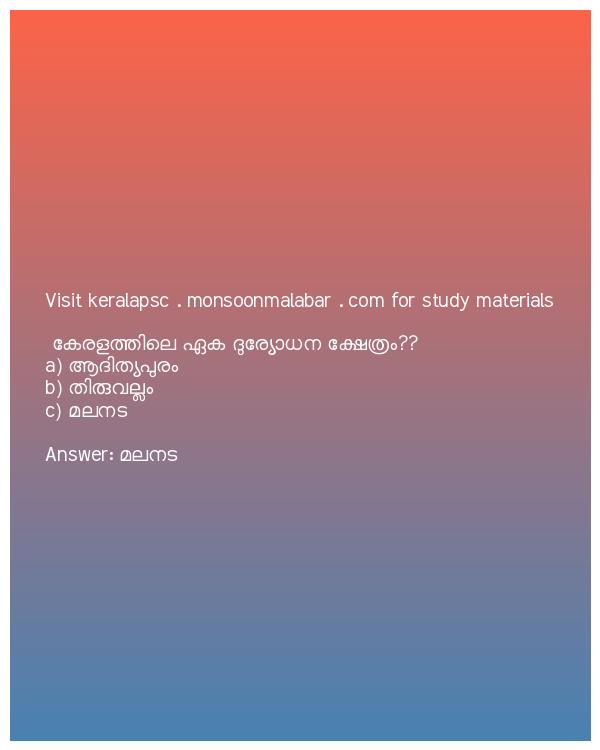 Visit keralapsc . monsoonmalabar . com for study materials
കേരളത്തിലെ ഏക ദുര്യോധന ക്ഷേത്രം??
a) ആദിത്യപുരം
b) തിരുവല്ലം
c) മലനട
Answer: മലനട